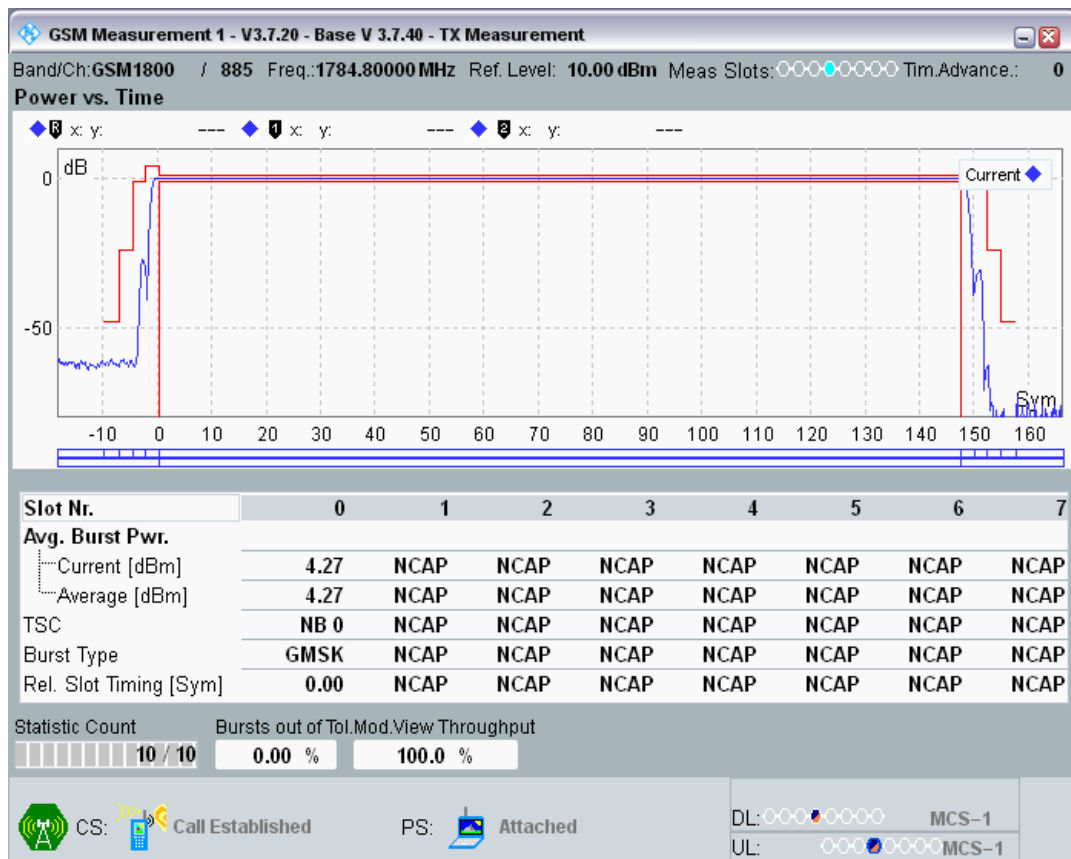 GSM Measurement 1 - V3.7.20 - Base V 3.7.40 - TX Measurement
Band/Ch:GSM1800 / 885 Freq.:1784.80000 MHz Ref. Level: 10.00 dBm Meas Slots: Tim.Advance.: 0
Power vs. Time
R x: y: --- 1 x: y: --- 2 x: y: ---
dB
Current
0
-50
Sym
-10 0 10 20 30 40 50 60 70 80 90 100 110 120 130 140 150 160
Slot Nr. 0 1 2 3 4 5 6 7
Avg. Burst Pwr.
Current [dBm] 4.27 NCAP NCAP NCAP NCAP NCAP NCAP NCAP
Average [dBm] 4.27 NCAP NCAP NCAP NCAP NCAP NCAP NCAP
TSC NB 0 NCAP NCAP NCAP NCAP NCAP NCAP NCAP
Burst Type GMSK NCAP NCAP NCAP NCAP NCAP NCAP NCAP
Rel. Slot Timing [Sym] 0.00 NCAP NCAP NCAP NCAP NCAP NCAP NCAP
Statistic Count Bursts out of Tol. Mod.View Throughput
10 / 10 0.00 % 100.0 %
CS: Call Established PS: Attached
DL: MCS-1
UL: MCS-1